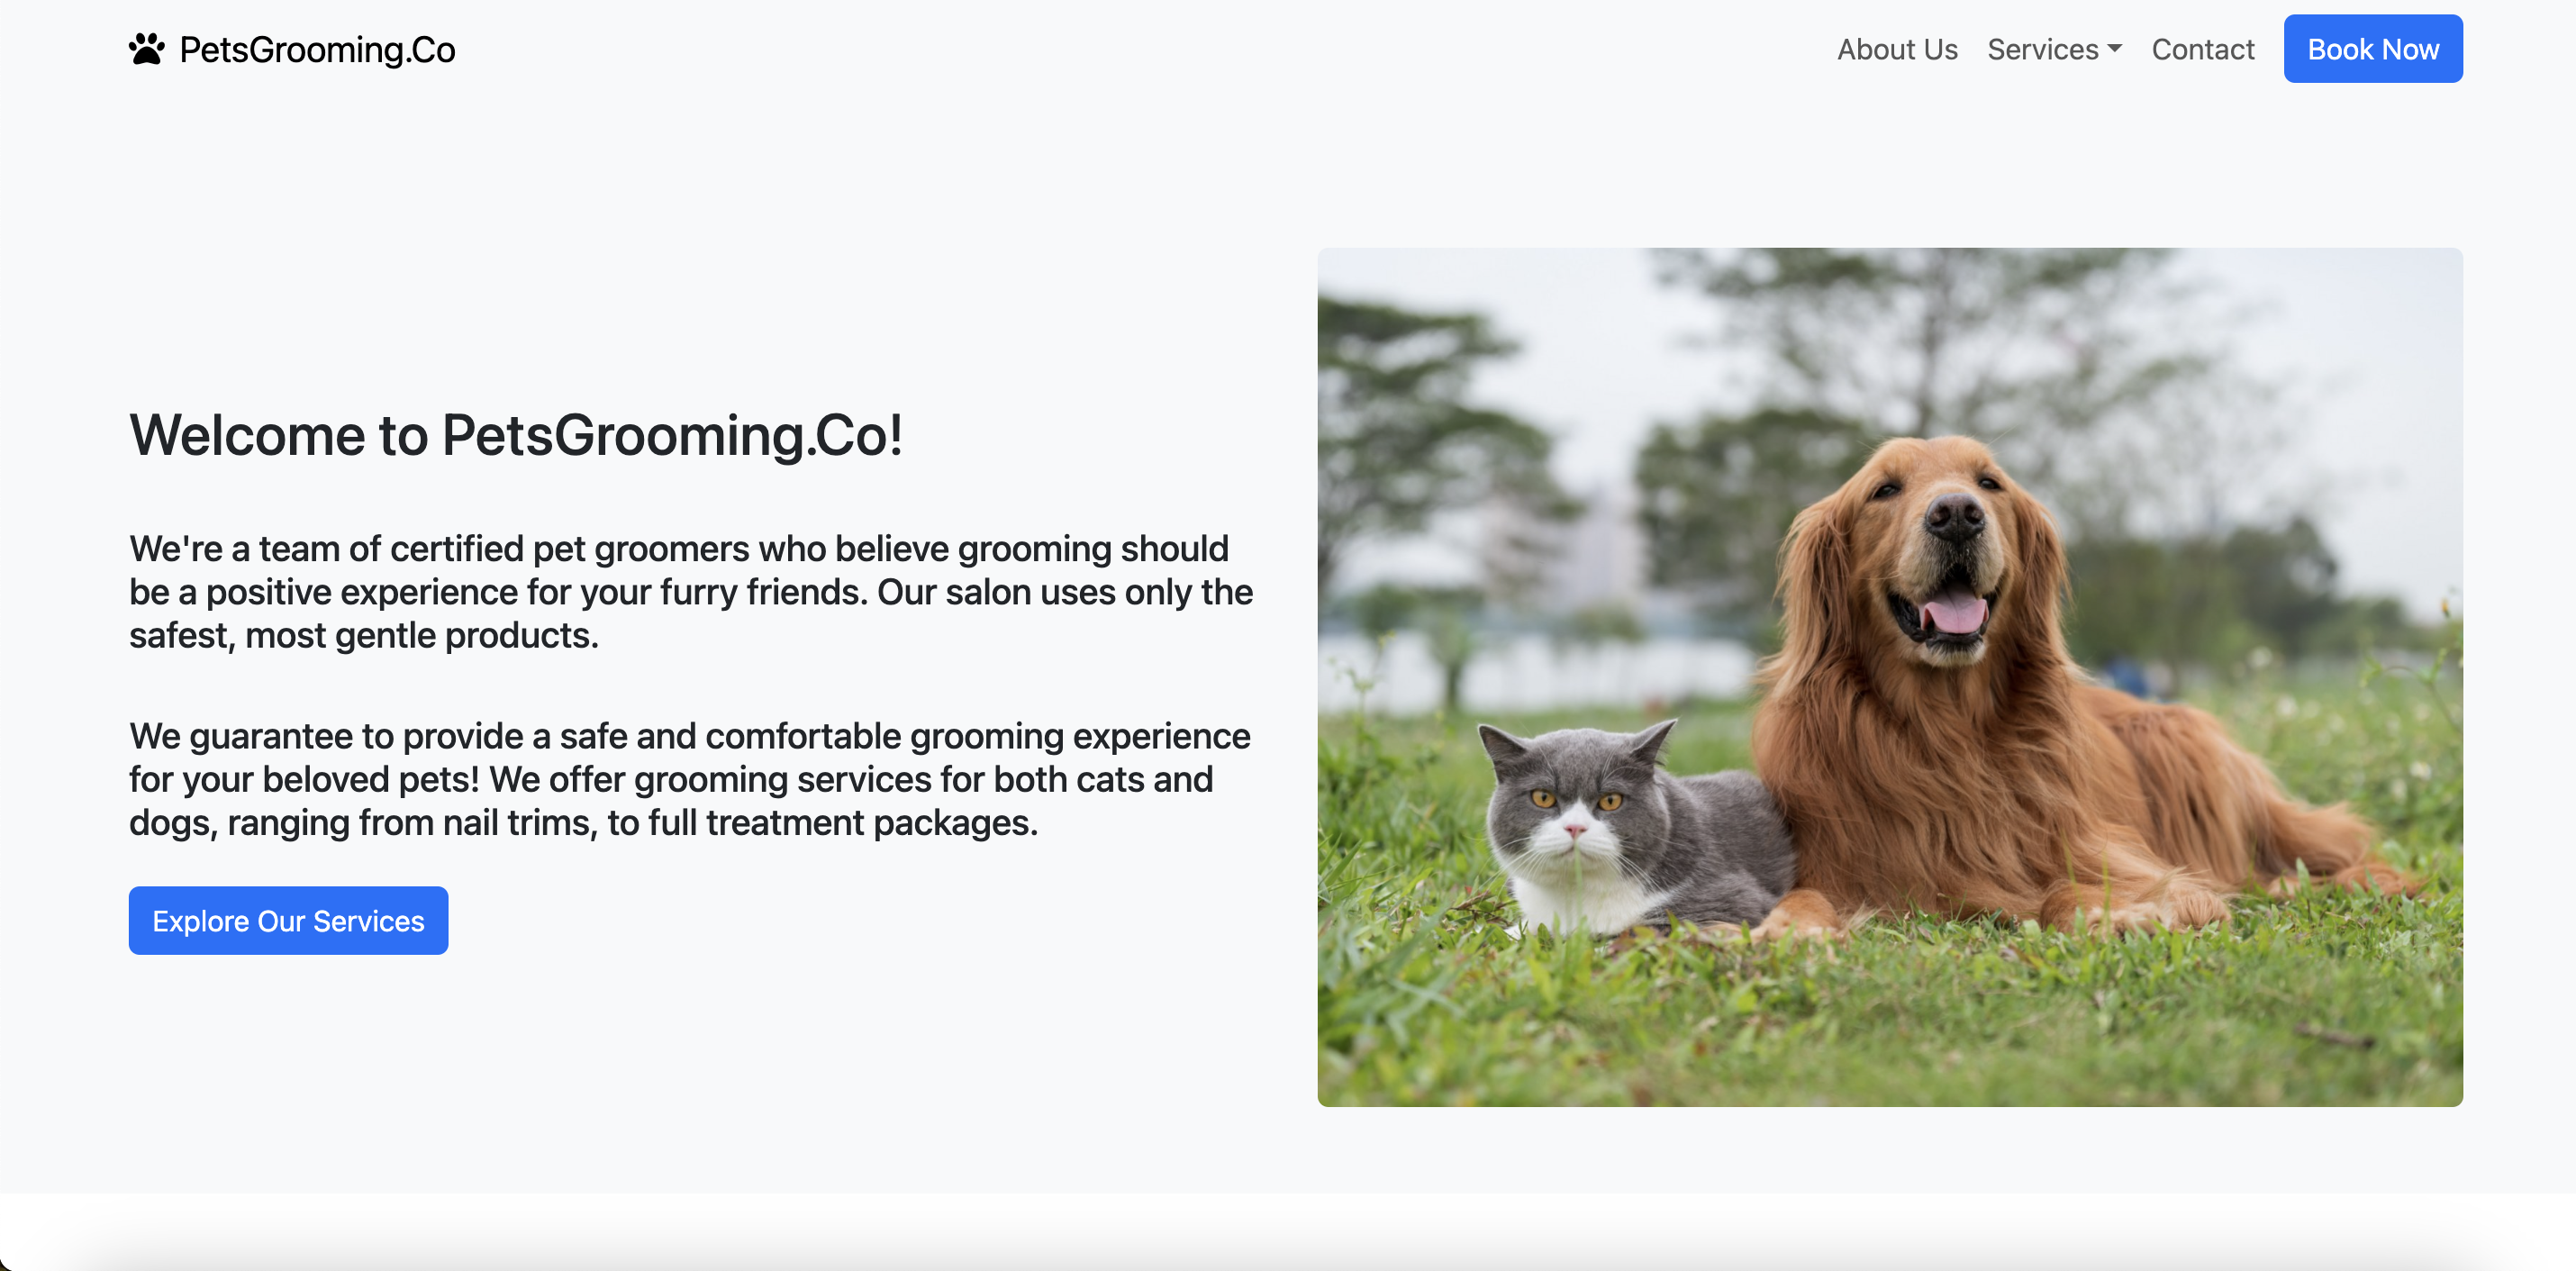 PetsGrooming.Co
About Us
Services
Contact
Book Now
Welcome to PetsGrooming.Co!
We're a team of certified pet groomers who believe grooming should
be a positive experience for your furry friends. Our salon uses only the
safest, most gentle products.
We guarantee to provide a safe and comfortable grooming experience
for your beloved pets! We offer grooming services for both cats and
dogs, ranging from nail trims, to full treatment packages.
Explore Our Services